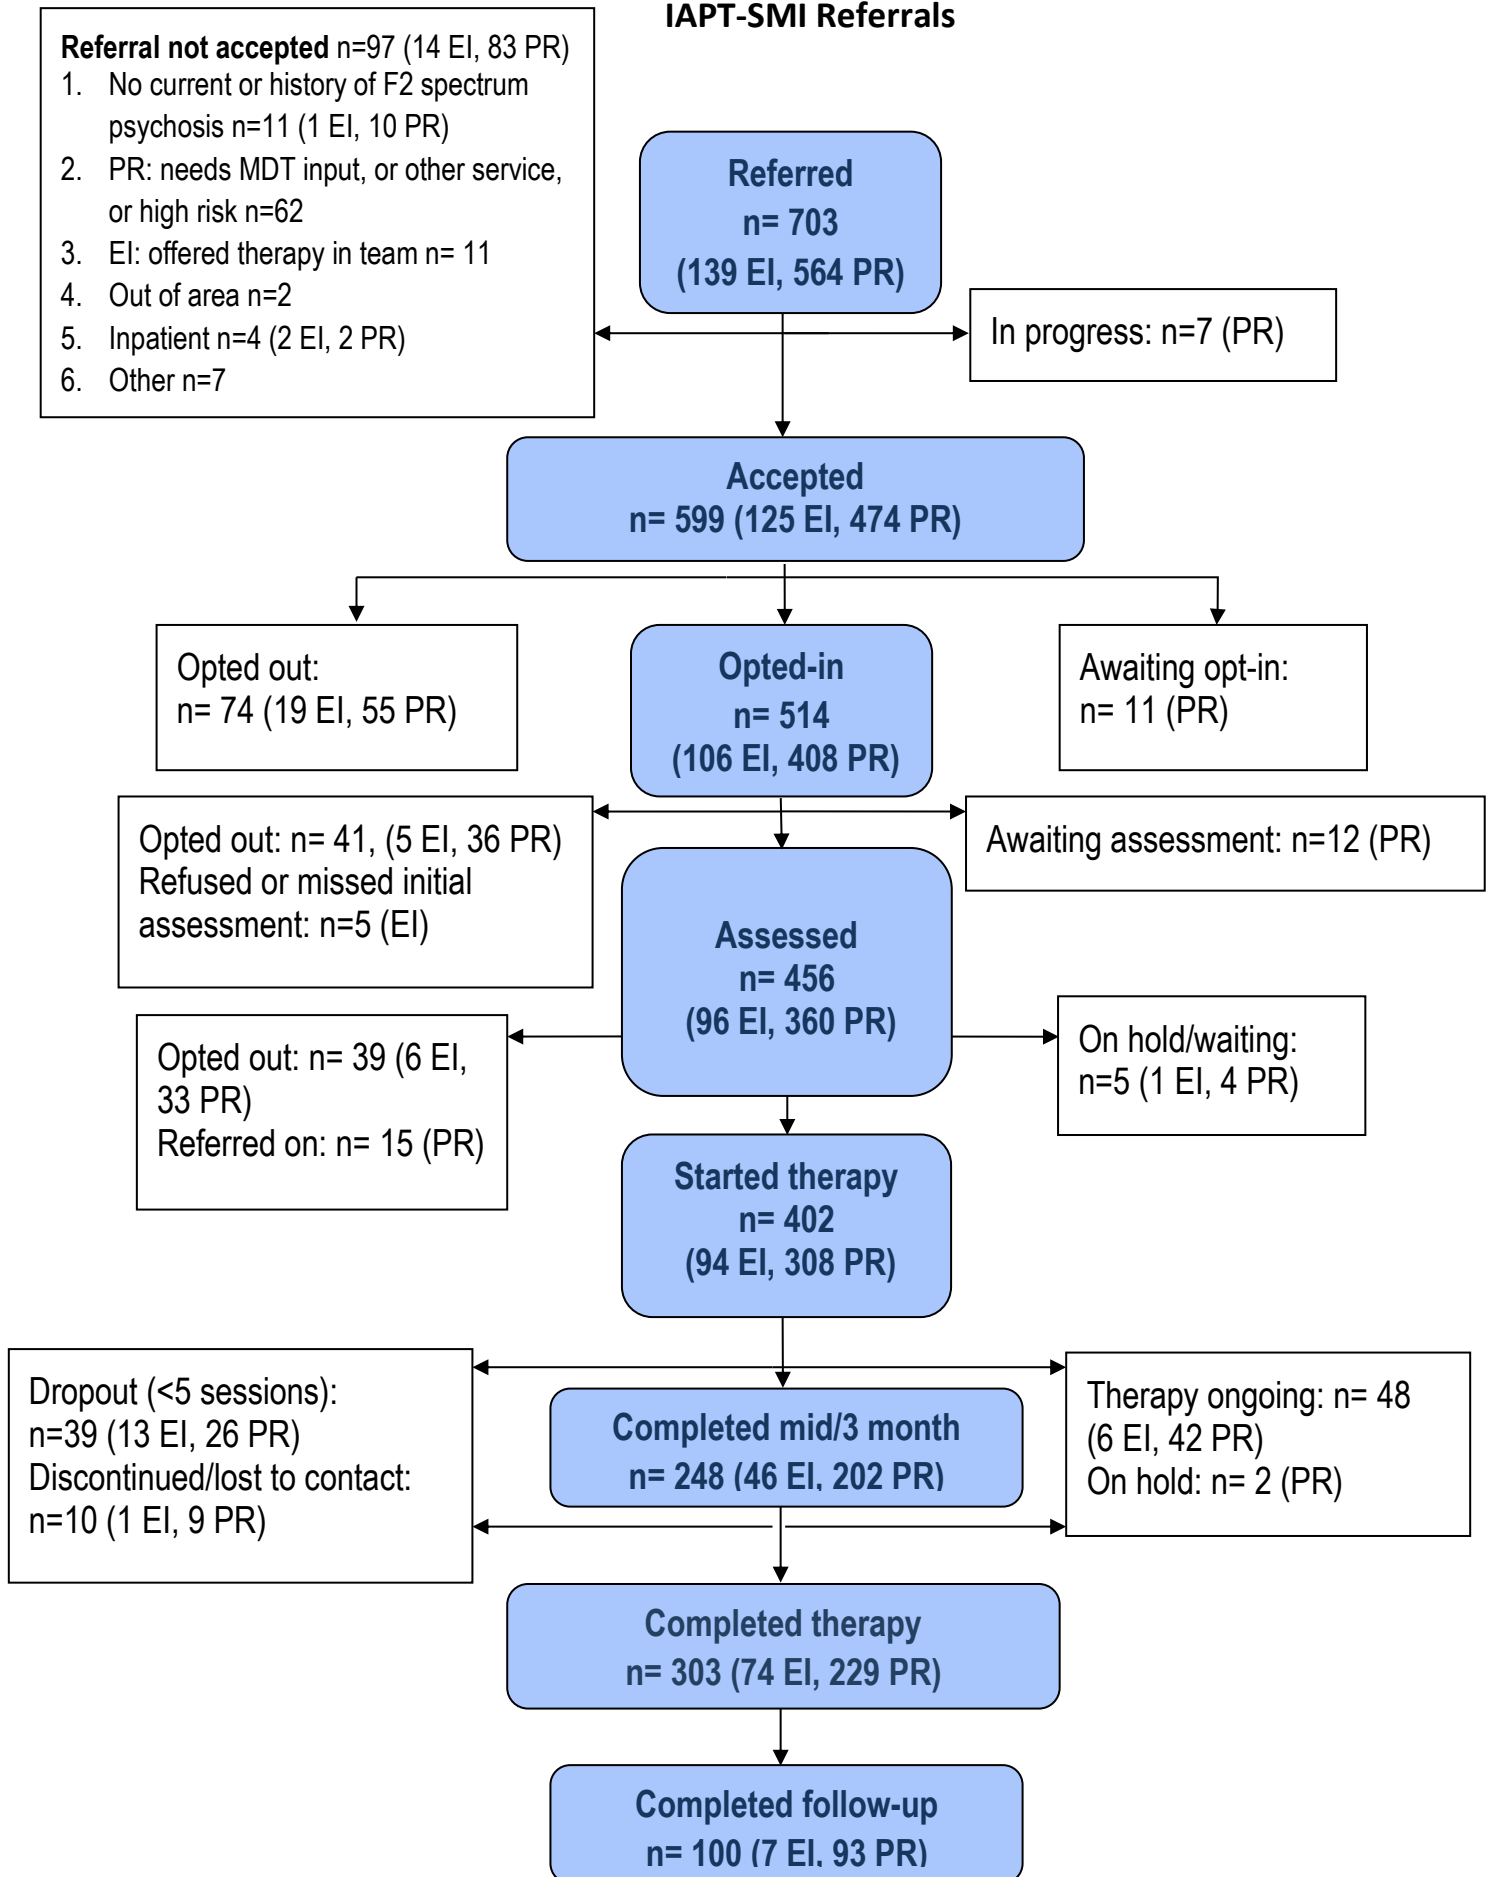 IAPT-SMI Referrals
Referral not accepted n=97 (14 EI, 83 PR)
1. No current or history of F2 spectrum
psychosis n=11 (1 EI, 10 PR)
2. PR: needs MDT input, or other service,
or high risk n=62
3. EI: offered therapy in team n= 11
4. Out of area n=2
5. Inpatient n=4 (2 EI, 2 PR)
6. Other n=7
Referred
n= 703
(139 EI, 564 PR)
In progress: n=7 (PR)
Accepted
n= 599 (125 EI, 474 PR)
Opted out:
n= 74 (19 EI, 55 PR)
Opted-in
n= 514
(106 EI, 408 PR)
Awaiting opt-in:
n= 11 (PR)
Opted out: n= 41, (5 EI, 36 PR)
Refused or missed initial
assessment: n=5 (EI)
Awaiting assessment: n=12 (PR)
Assessed
n= 456
(96 EI, 360 PR)
Opted out: n= 39 (6 EI,
33 PR)
Referred on: n= 15 (PR)
On hold/waiting:
n=5 (1 EI, 4 PR)
Started therapy
n= 402
(94 EI, 308 PR)
Dropout (<5 sessions):
n=39 (13 EI, 26 PR)
Discontinued/lost to contact:
n=10 (1 EI, 9 PR)
Completed mid/3 month
n= 248 (46 EI, 202 PR)
Therapy ongoing: n= 48
(6 EI, 42 PR)
On hold: n= 2 (PR)
Completed therapy
n= 303 (74 EI, 229 PR)
Completed follow-up
n= 100 (7 EI, 93 PR)